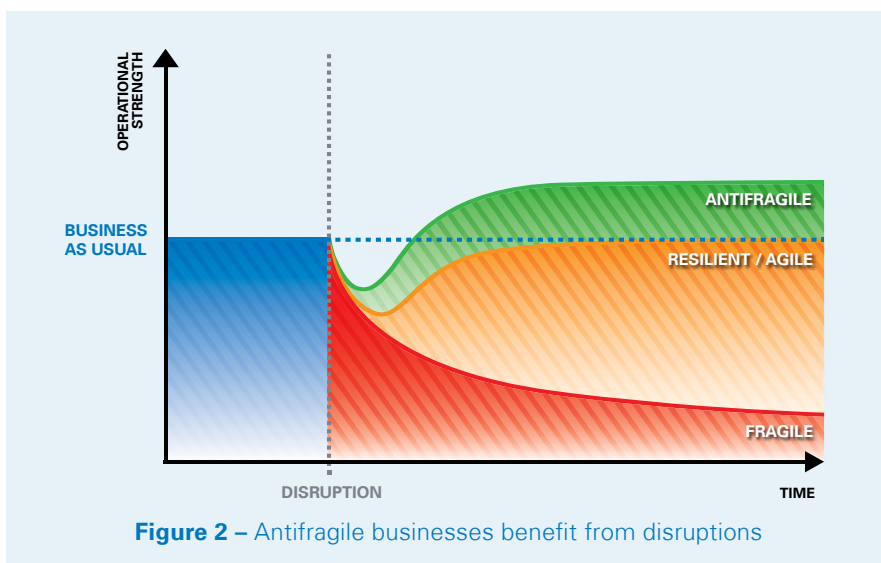 OPERATIONAL
STRENGTH
BUSINESS
AS USUAL
ANTIFRAGILE
RESILIENT / AGILE
FRAGILE
DISRUPTION
TIME
Figure 2 – Antifragile businesses benefit from disruptions